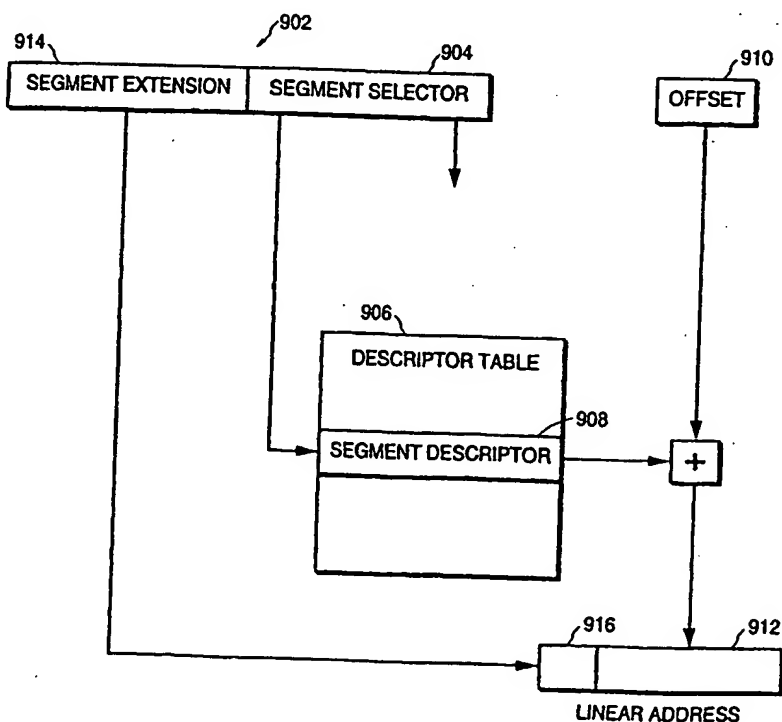 902
914
904
910
SEGMENT EXTENSION
SEGMENT SELECTOR
OFFSET
906
DESCRIPTOR TABLE
908
SEGMENT DESCRIPTOR
+
916
912
LINEAR ADDRESS